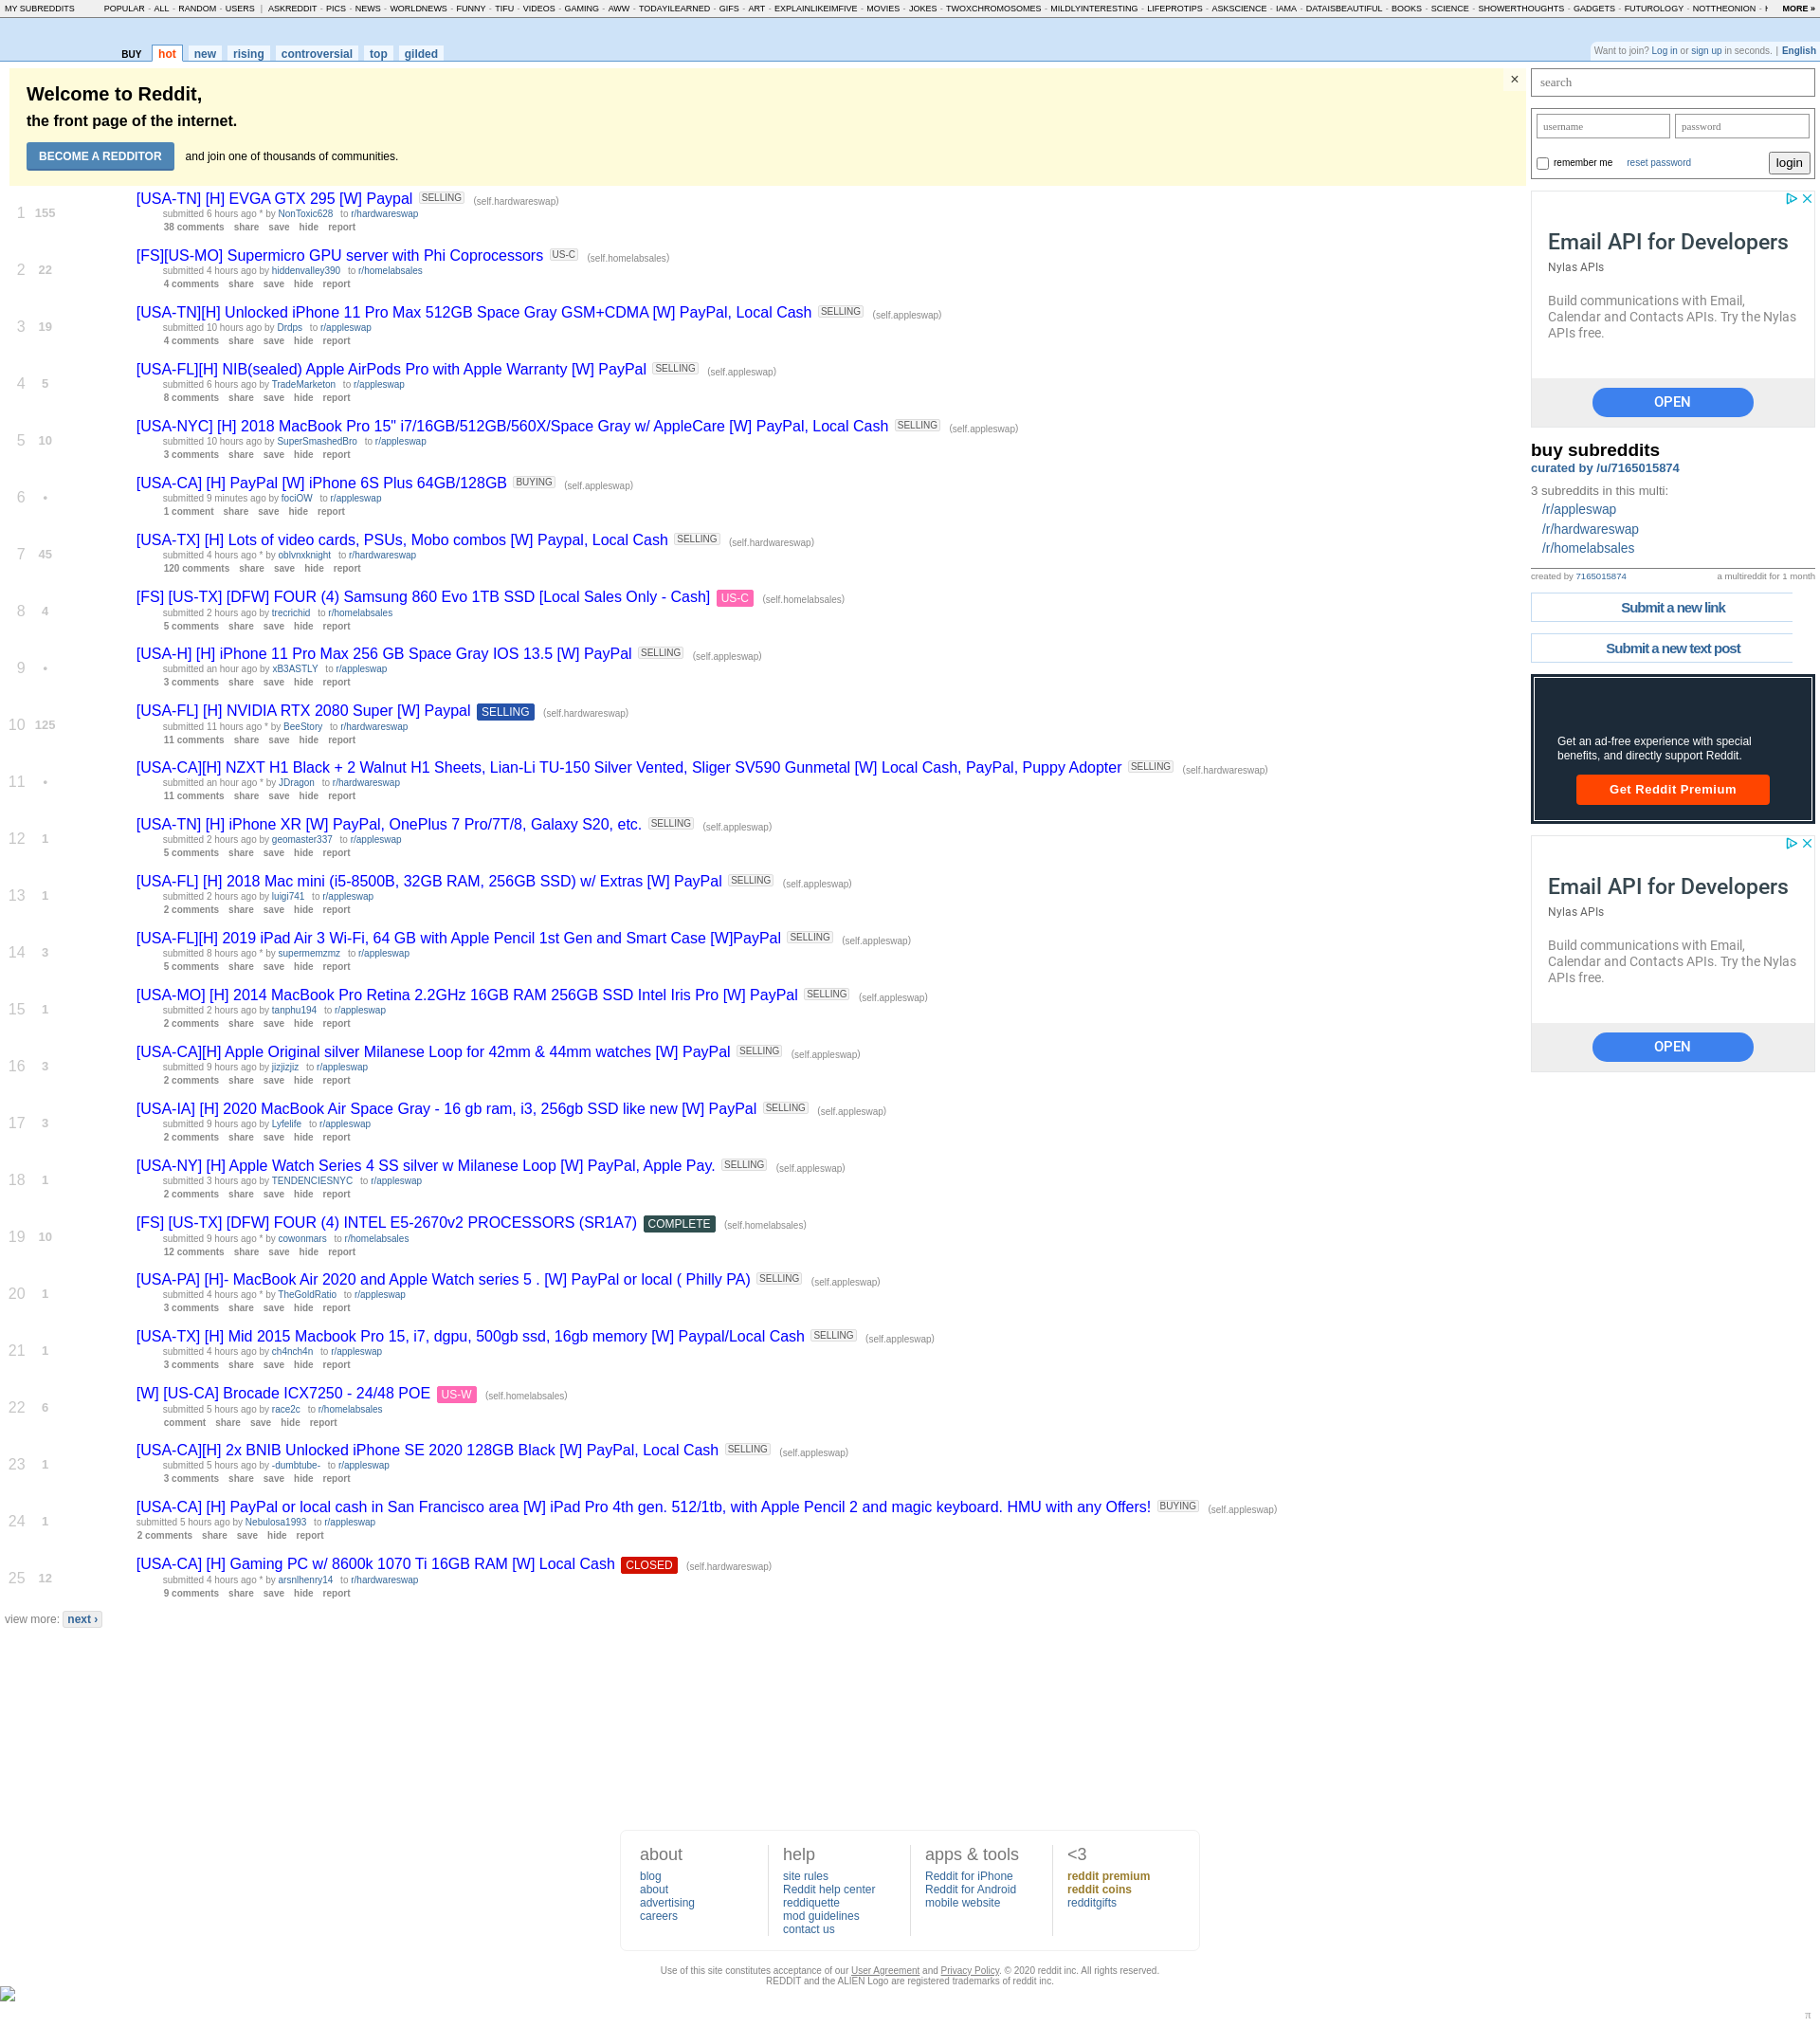 MY SUBREDDITS POPULAR - ALL - RANDOM - USERS | ASKREDDIT - PICS - NEWS - WORLDNEWS - FUNNY - TIFU - VIDEOS - GAMING - AWW - TODAYILEARNED - GIFS - ART - EXPLAINLIKEIMFIVE - MOVIES - JOKES - TWOXCHROMOSOMES - MILDLYINTERESTING - LIFEPROTIPS - ASKSCIENCE - IAMA - DATAISBEAUTIFUL - BOOKS - SCIENCE - SHOWERTHOUGHTS - GADGETS - FUTUROLOGY - NOTTHEONION - MORE »
BUY hot new rising controversial top gilded
Want to join? Log in or sign up in seconds. | English
Welcome to Reddit,
the front page of the internet.
BECOME A REDDITOR and join one of thousands of communities.
×
1 155 [USA-TN] [H] EVGA GTX 295 [W] Paypal SELLING (self.hardwareswap)
submitted 6 hours ago * by NonToxic628 to r/hardwareswap
38 comments share save hide report
2 22 [FS][US-MO] Supermicro GPU server with Phi Coprocessors US-C (self.homelabsales)
submitted 4 hours ago by hiddenvalley390 to r/homelabsales
4 comments share save hide report
3 19 [USA-TN][H] Unlocked iPhone 11 Pro Max 512GB Space Gray GSM+CDMA [W] PayPal, Local Cash SELLING (self.appleswap)
submitted 10 hours ago by Drdps to r/appleswap
4 comments share save hide report
4 5 [USA-FL][H] NIB(sealed) Apple AirPods Pro with Apple Warranty [W] PayPal SELLING (self.appleswap)
submitted 6 hours ago by TradeMarketon to r/appleswap
8 comments share save hide report
5 10 [USA-NYC] [H] 2018 MacBook Pro 15" i7/16GB/512GB/560X/Space Gray w/ AppleCare [W] PayPal, Local Cash SELLING (self.appleswap)
submitted 10 hours ago by SuperSmashedBro to r/appleswap
3 comments share save hide report
6 • [USA-CA] [H] PayPal [W] iPhone 6S Plus 64GB/128GB BUYING (self.appleswap)
submitted 9 minutes ago by fociOW to r/appleswap
1 comment share save hide report
7 45 [USA-TX] [H] Lots of video cards, PSUs, Mobo combos [W] Paypal, Local Cash SELLING (self.hardwareswap)
submitted 4 hours ago * by oblvnxknight to r/hardwareswap
120 comments share save hide report
8 4 [FS] [US-TX] [DFW] FOUR (4) Samsung 860 Evo 1TB SSD [Local Sales Only - Cash] US-C (self.homelabsales)
submitted 2 hours ago by trecrichid to r/homelabsales
5 comments share save hide report
9 • [USA-H] [H] iPhone 11 Pro Max 256 GB Space Gray IOS 13.5 [W] PayPal SELLING (self.appleswap)
submitted an hour ago by xB3ASTLY to r/appleswap
3 comments share save hide report
10 125 [USA-FL] [H] NVIDIA RTX 2080 Super [W] Paypal SELLING (self.hardwareswap)
submitted 11 hours ago * by BeeStory to r/hardwareswap
11 comments share save hide report
11 • [USA-CA][H] NZXT H1 Black + 2 Walnut H1 Sheets, Lian-Li TU-150 Silver Vented, Sliger SV590 Gunmetal [W] Local Cash, PayPal, Puppy Adopter SELLING (self.hardwareswap)
submitted an hour ago * by JDragon to r/hardwareswap
11 comments share save hide report
12 1 [USA-TN] [H] iPhone XR [W] PayPal, OnePlus 7 Pro/7T/8, Galaxy S20, etc. SELLING (self.appleswap)
submitted 2 hours ago by geomaster337 to r/appleswap
5 comments share save hide report
13 1 [USA-FL] [H] 2018 Mac mini (i5-8500B, 32GB RAM, 256GB SSD) w/ Extras [W] PayPal SELLING (self.appleswap)
submitted 2 hours ago by luigi741 to r/appleswap
2 comments share save hide report
14 3 [USA-FL][H] 2019 iPad Air 3 Wi-Fi, 64 GB with Apple Pencil 1st Gen and Smart Case [W]PayPal SELLING (self.appleswap)
submitted 8 hours ago * by supermemzmz to r/appleswap
5 comments share save hide report
15 1 [USA-MO] [H] 2014 MacBook Pro Retina 2.2GHz 16GB RAM 256GB SSD Intel Iris Pro [W] PayPal SELLING (self.appleswap)
submitted 2 hours ago by tanphu194 to r/appleswap
2 comments share save hide report
16 3 [USA-CA][H] Apple Original silver Milanese Loop for 42mm & 44mm watches [W] PayPal SELLING (self.appleswap)
submitted 9 hours ago by jizjizjiz to r/appleswap
2 comments share save hide report
17 3 [USA-IA] [H] 2020 MacBook Air Space Gray - 16 gb ram, i3, 256gb SSD like new [W] PayPal SELLING (self.appleswap)
submitted 9 hours ago by Lyfelife to r/appleswap
2 comments share save hide report
18 1 [USA-NY] [H] Apple Watch Series 4 SS silver w Milanese Loop [W] PayPal, Apple Pay. SELLING (self.appleswap)
submitted 3 hours ago by TENDENCIESNYC to r/appleswap
2 comments share save hide report
19 10 [FS] [US-TX] [DFW] FOUR (4) INTEL E5-2670v2 PROCESSORS (SR1A7) COMPLETE (self.homelabsales)
submitted 9 hours ago * by cowonmars to r/homelabsales
12 comments share save hide report
20 1 [USA-PA] [H]- MacBook Air 2020 and Apple Watch series 5 . [W] PayPal or local ( Philly PA) SELLING (self.appleswap)
submitted 4 hours ago * by TheGoldRatio to r/appleswap
3 comments share save hide report
21 1 [USA-TX] [H] Mid 2015 Macbook Pro 15, i7, dgpu, 500gb ssd, 16gb memory [W] Paypal/Local Cash SELLING (self.appleswap)
submitted 4 hours ago by ch4nch4n to r/appleswap
3 comments share save hide report
22 6 [W] [US-CA] Brocade ICX7250 - 24/48 POE US-W (self.homelabsales)
submitted 5 hours ago by race2c to r/homelabsales
comment share save hide report
23 1 [USA-CA][H] 2x BNIB Unlocked iPhone SE 2020 128GB Black [W] PayPal, Local Cash SELLING (self.appleswap)
submitted 5 hours ago by -dumbtube- to r/appleswap
3 comments share save hide report
24 1 [USA-CA] [H] PayPal or local cash in San Francisco area [W] iPad Pro 4th gen. 512/1tb, with Apple Pencil 2 and magic keyboard. HMU with any Offers! BUYING (self.appleswap)
submitted 5 hours ago by Nebulosa1993 to r/appleswap
2 comments share save hide report
25 12 [USA-CA] [H] Gaming PC w/ 8600k 1070 Ti 16GB RAM [W] Local Cash CLOSED (self.hardwareswap)
submitted 4 hours ago * by arsnlhenry14 to r/hardwareswap
9 comments share save hide report
view more: next ›
search
username password
remember me reset password login
Email API for Developers
Nylas APIs
Build communications with Email,
Calendar and Contacts APIs. Try the Nylas
APIs free.
OPEN
buy subreddits
curated by /u/7165015874
3 subreddits in this multi:
/r/appleswap
/r/hardwareswap
/r/homelabsales
created by 7165015874 a multireddit for 1 month
Submit a new link
Submit a new text post
Get an ad-free experience with special
benefits, and directly support Reddit.
Get Reddit Premium
Email API for Developers
Nylas APIs
Build communications with Email,
Calendar and Contacts APIs. Try the Nylas
APIs free.
OPEN
about
blog
about
advertising
careers
help
site rules
Reddit help center
reddiquette
mod guidelines
contact us
apps & tools
Reddit for iPhone
Reddit for Android
mobile website
<3
reddit premium
reddit coins
redditgifts
Use of this site constitutes acceptance of our User Agreement and Privacy Policy. © 2020 reddit inc. All rights reserved.
REDDIT and the ALIEN Logo are registered trademarks of reddit inc.
π